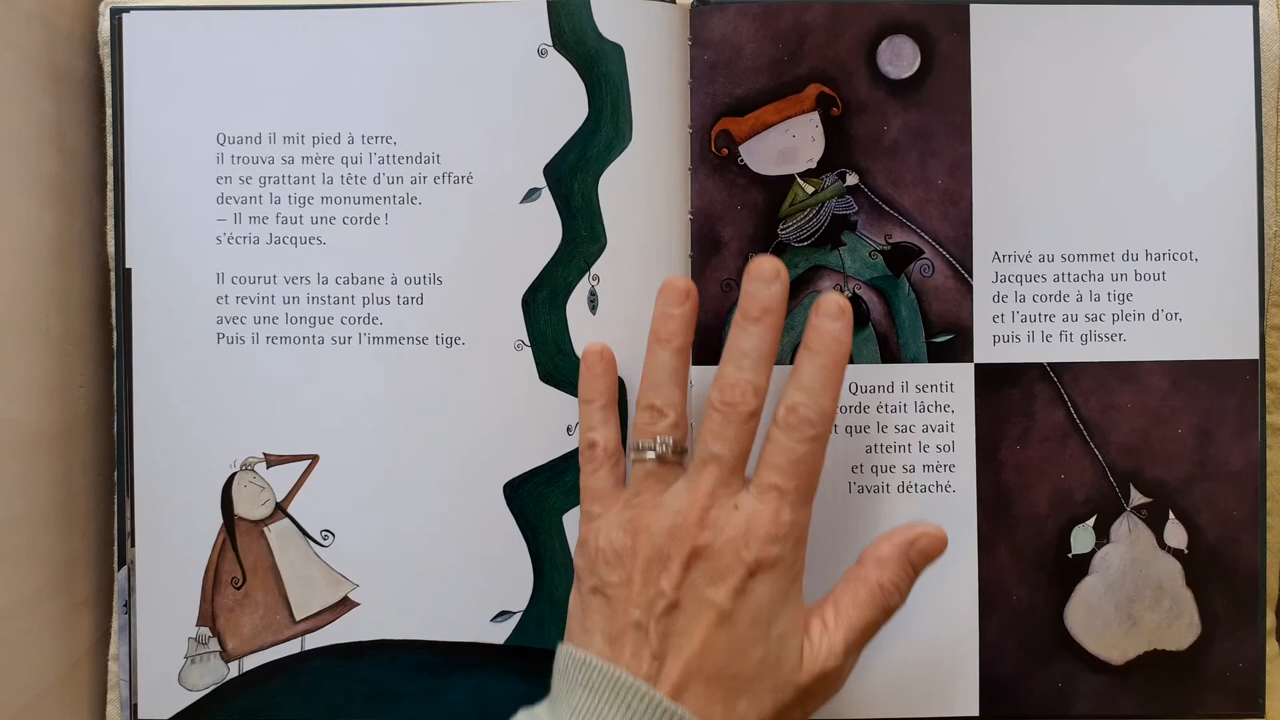 Quand il mit pied à terre,
il trouva sa mère qui l'attendait
en se grattant la tête d'un air effaré
devant la tige monumentale.
– Il me faut une corde !
s'écria Jacques.
Il courut vers la cabane à outils
et revint un instant plus tard
avec une longue corde.
Puis il remonta sur l'immense tige.
Arrivé au sommet du haricot,
Jacques attacha un bout
de la corde à la tige
et l'autre au sac plein d'or,
puis il le fit glisser.
Quand il sentit
corde était lâche,
que le sac avait
atteint le sol
et que sa mère
l'avait détaché.